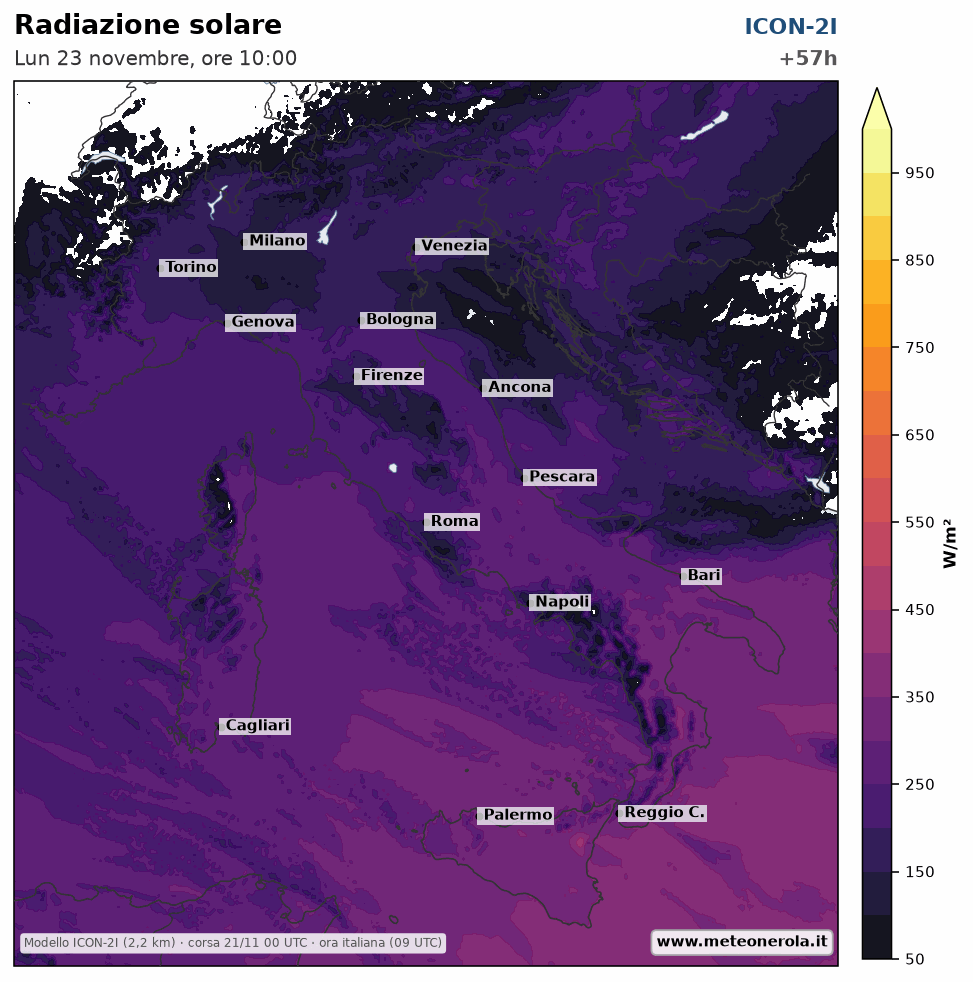 Radiazione solare
ICON-2I
Lun 23 novembre, ore 10:00
+57h
Milano
Venezia
Torino
Genova
Bologna
Firenze
Ancona
Pescara
Roma
Bari
Napoli
Cagliari
Palermo
Reggio C.
950
850
750
650
550
450
350
250
150
50
W/m²
Modello ICON-2I (2,2 km) · corsa 21/11 00 UTC · ora italiana (09 UTC)
www.meteonerola.it